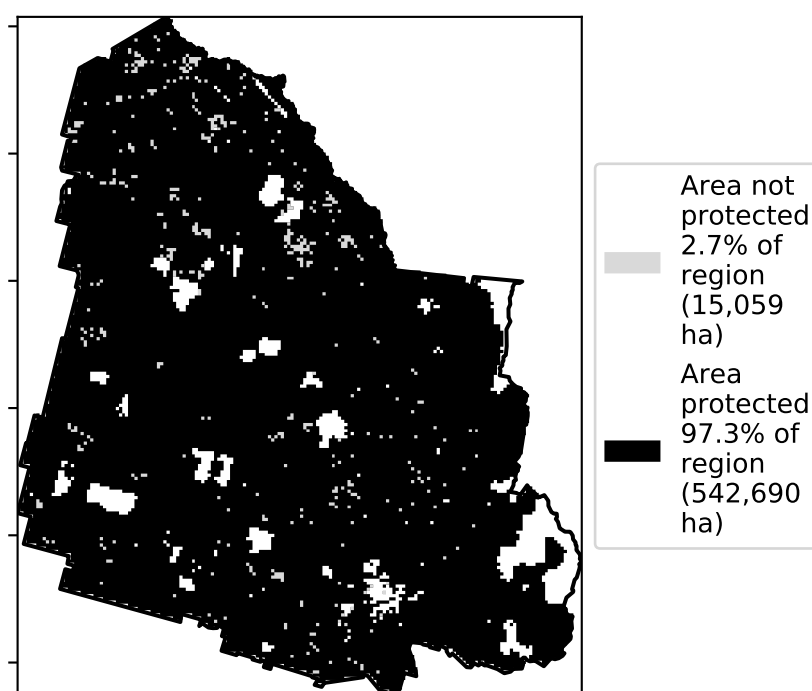 Area not
protected
2.7% of
region
(15,059
ha)
Area
protected
97.3% of
region
(542,690
ha)